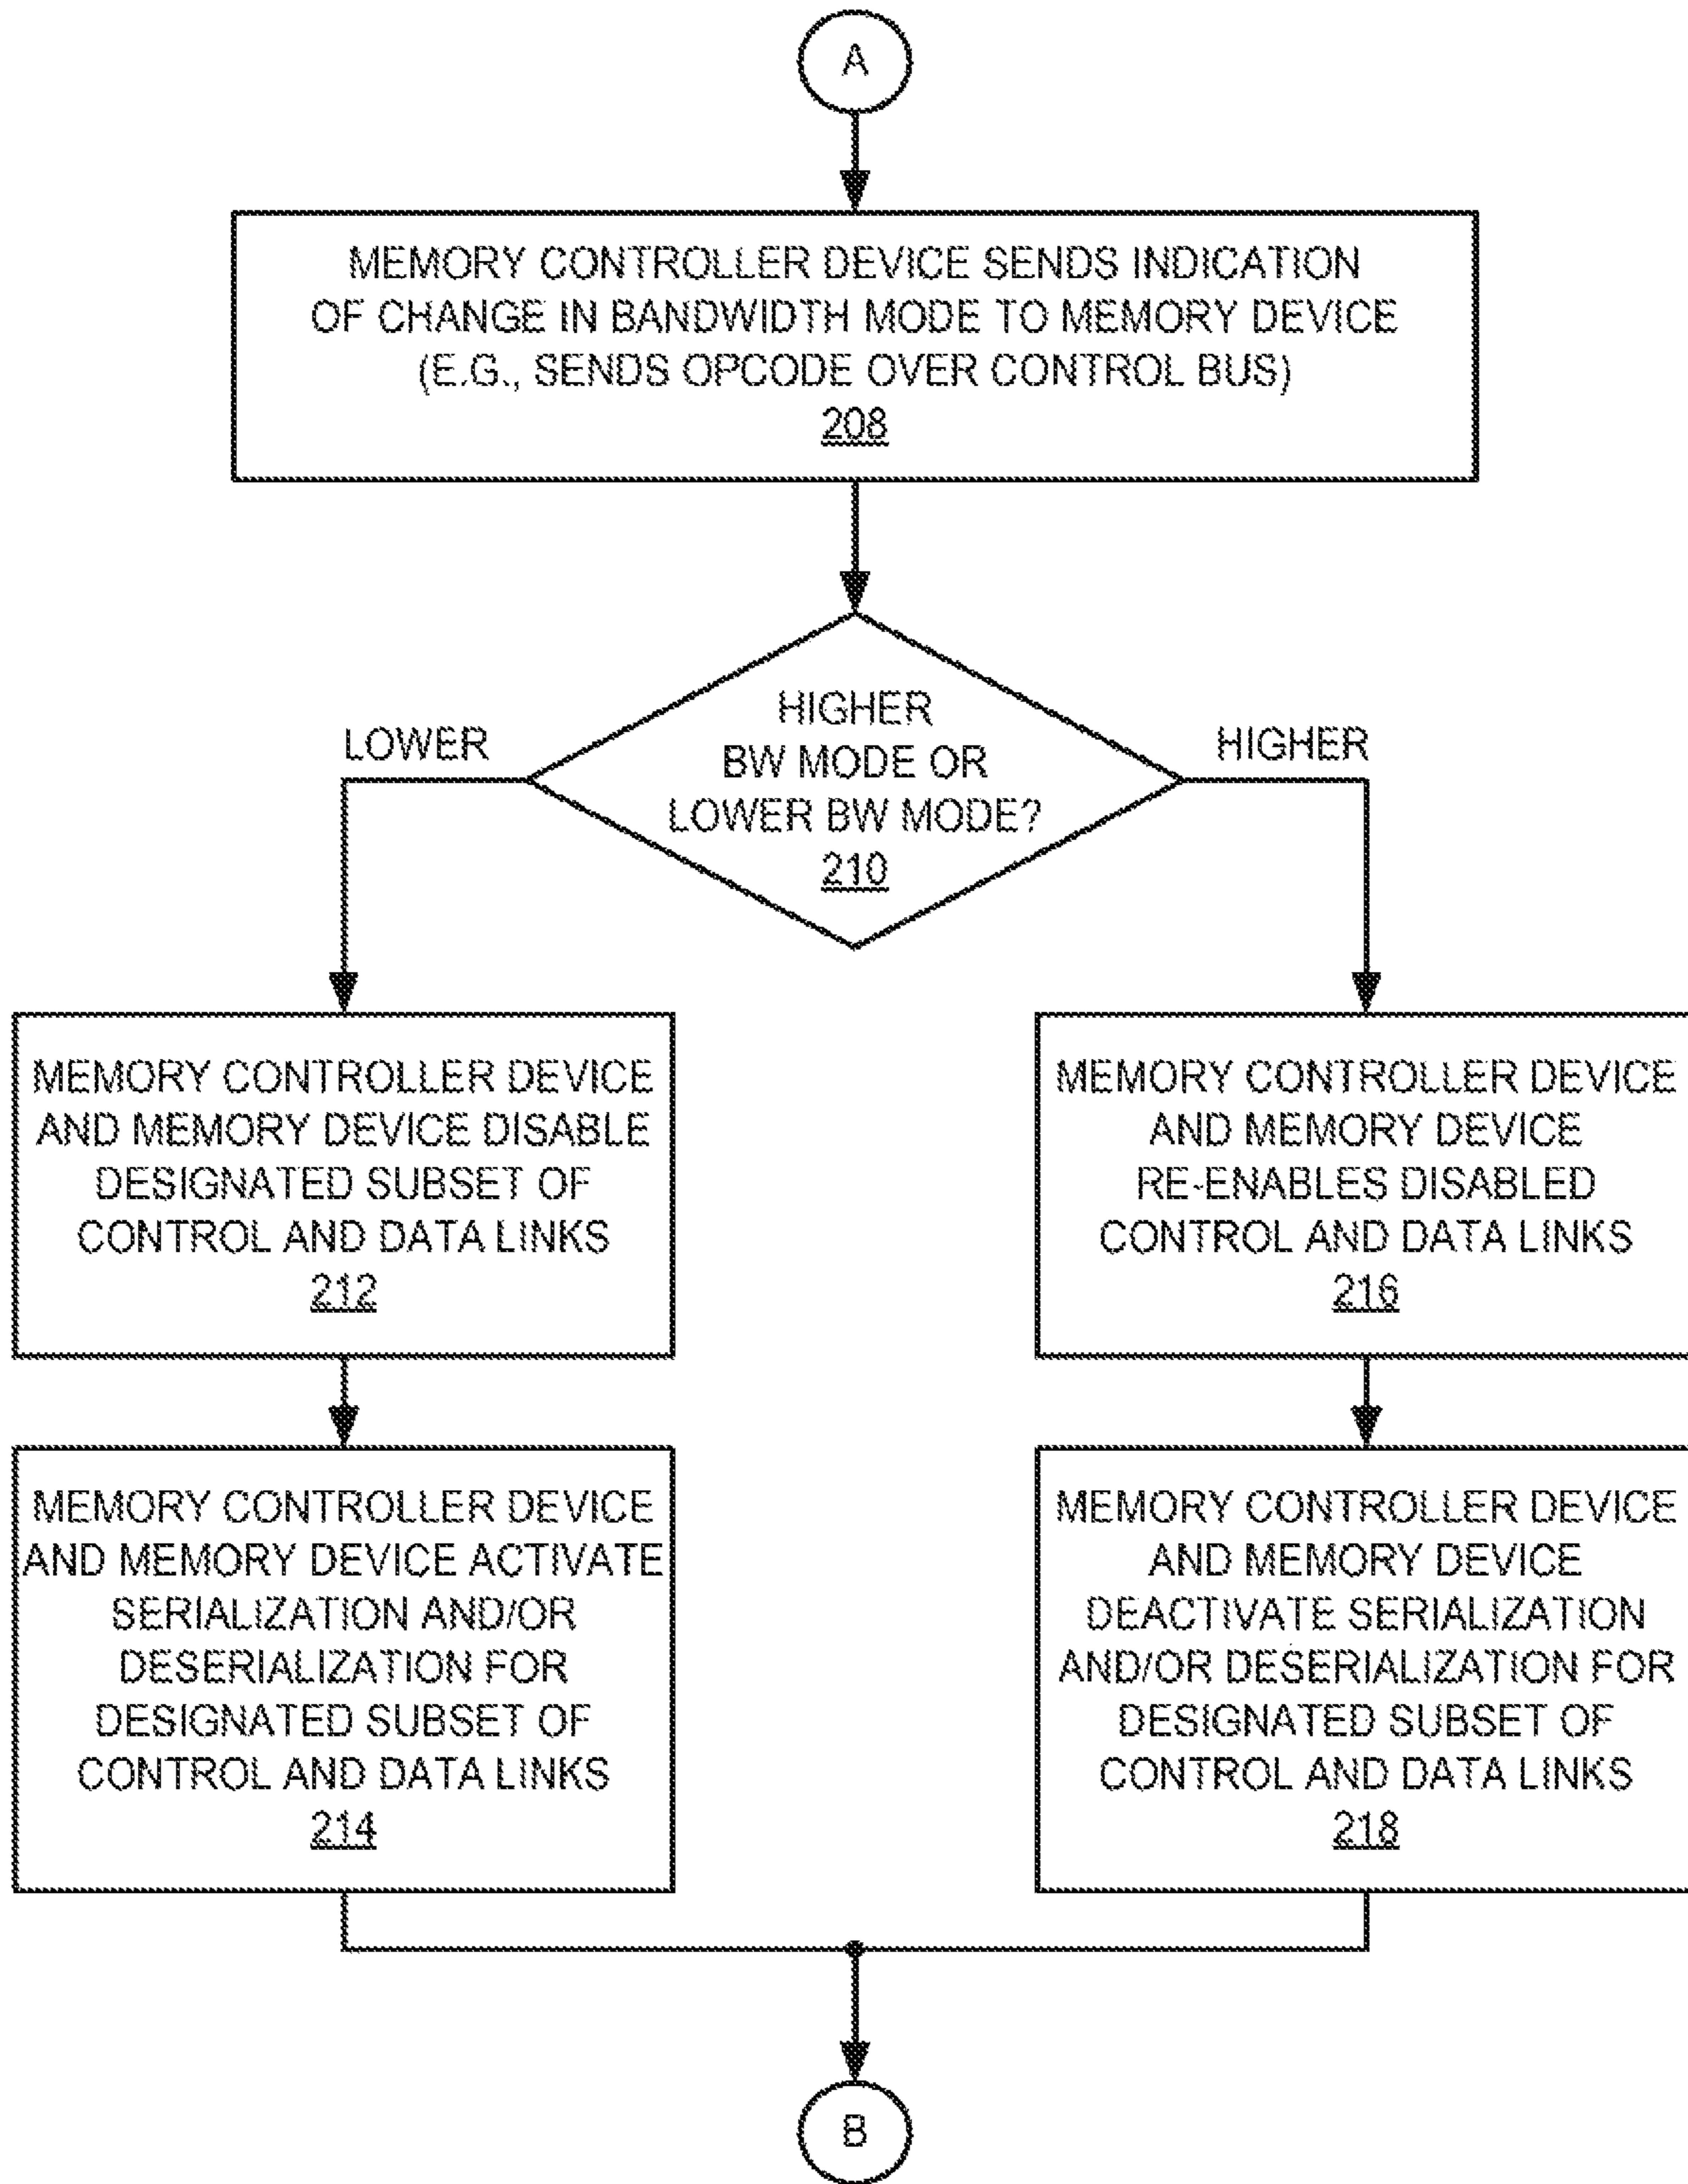 A
MEMORY CONTROLLER DEVICE SENDS INDICATION
OF CHANGE IN BANDWIDTH MODE TO MEMORY DEVICE
(E.G., SENDS OPCODE OVER CONTROL BUS)
208
HIGHER
BW MODE OR
LOWER BW MODE?
210
LOWER
HIGHER
MEMORY CONTROLLER DEVICE
AND MEMORY DEVICE DISABLE
DESIGNATED SUBSET OF
CONTROL AND DATA LINKS
212
MEMORY CONTROLLER DEVICE
AND MEMORY DEVICE
RE-ENABLES DISABLED
CONTROL AND DATA LINKS
216
MEMORY CONTROLLER DEVICE
AND MEMORY DEVICE ACTIVATE
SERIALIZATION AND/OR
DESERIALIZATION FOR
DESIGNATED SUBSET OF
CONTROL AND DATA LINKS
214
MEMORY CONTROLLER DEVICE
AND MEMORY DEVICE
DEACTIVATE SERIALIZATION
AND/OR DESERIALIZATION FOR
DESIGNATED SUBSET OF
CONTROL AND DATA LINKS
218
B